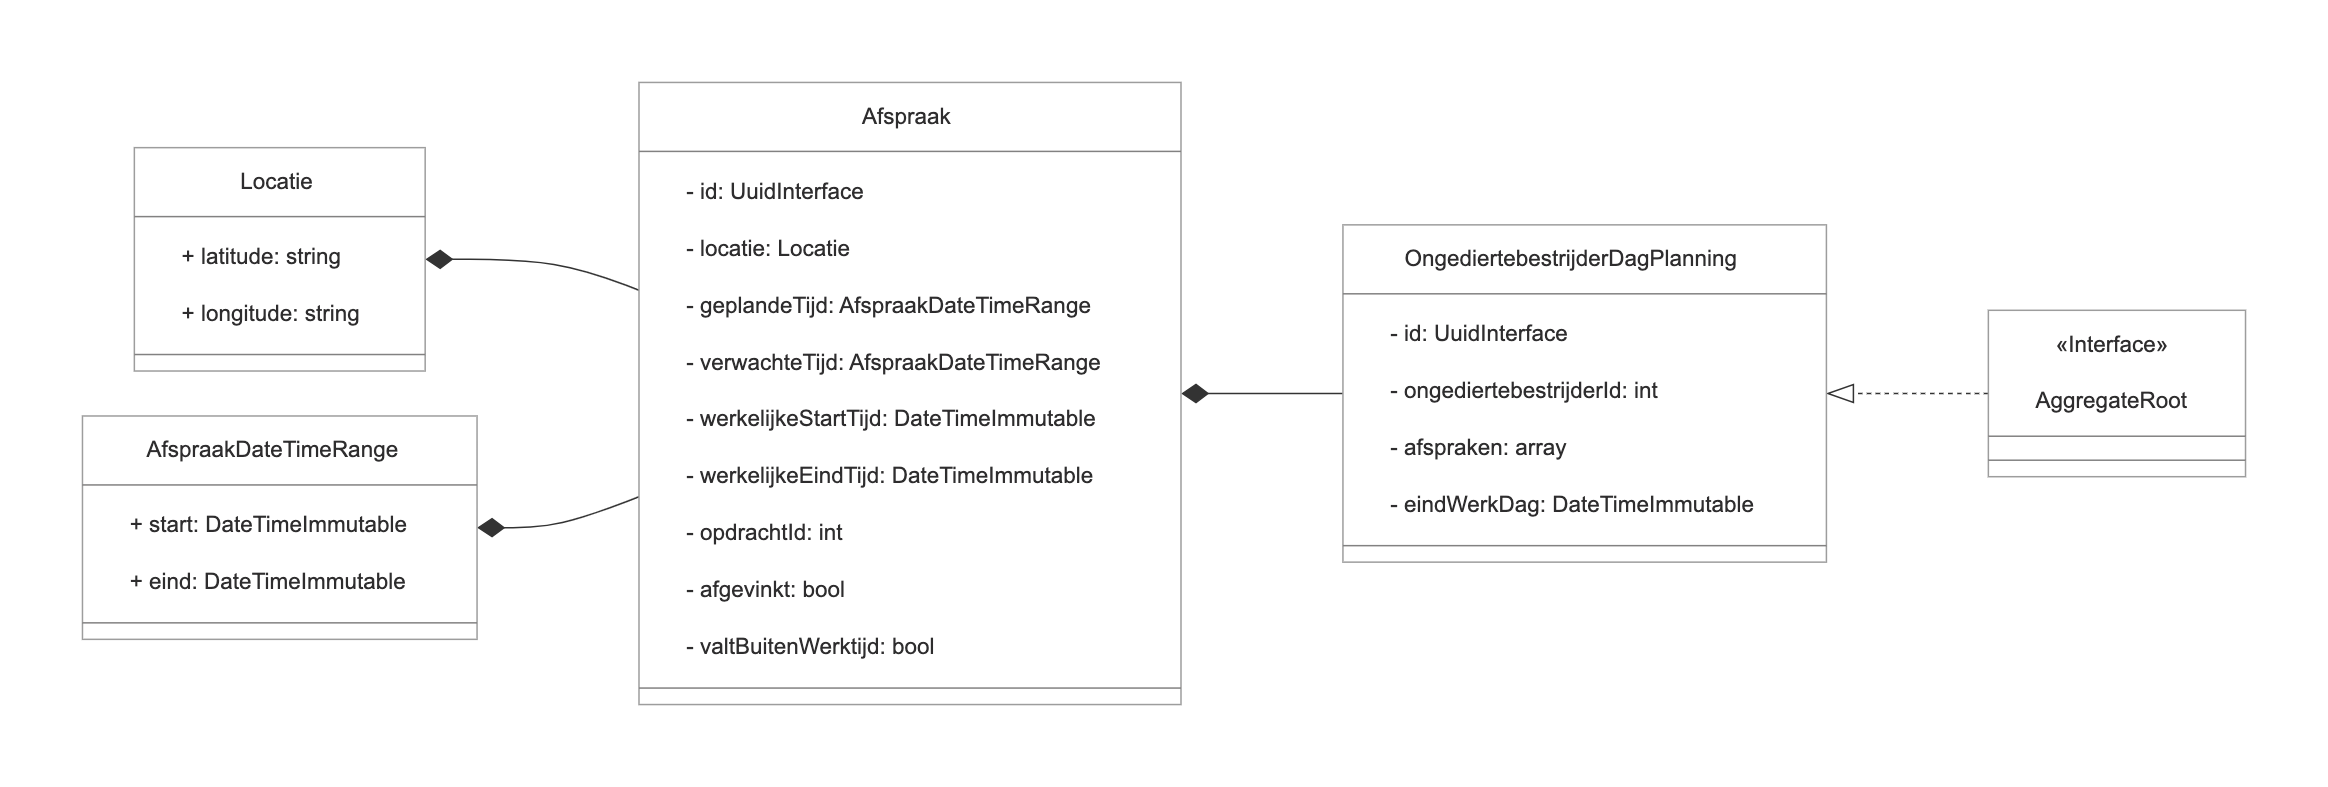 Locatie
+ latitude: string
+ longitude: string
AfspraakDateTimeRange
+ start: DateTimeImmutable
+ eind: DateTimeImmutable
Afspraak
- id: UuidInterface
- locatie: Locatie
- geplandeTijd: AfspraakDateTimeRange
- verwachteTijd: AfspraakDateTimeRange
- werkelijkeStartTijd: DateTimeImmutable
- werkelijkeEindTijd: DateTimeImmutable
- opdrachtId: int
- afgevinkt: bool
- valtBuitenWerktijd: bool
OngediertebestrijderDagPlanning
- id: UuidInterface
- ongediertebestrijderId: int
- afspraken: array
- eindWerkDag: DateTimeImmutable
«Interface»
AggregateRoot